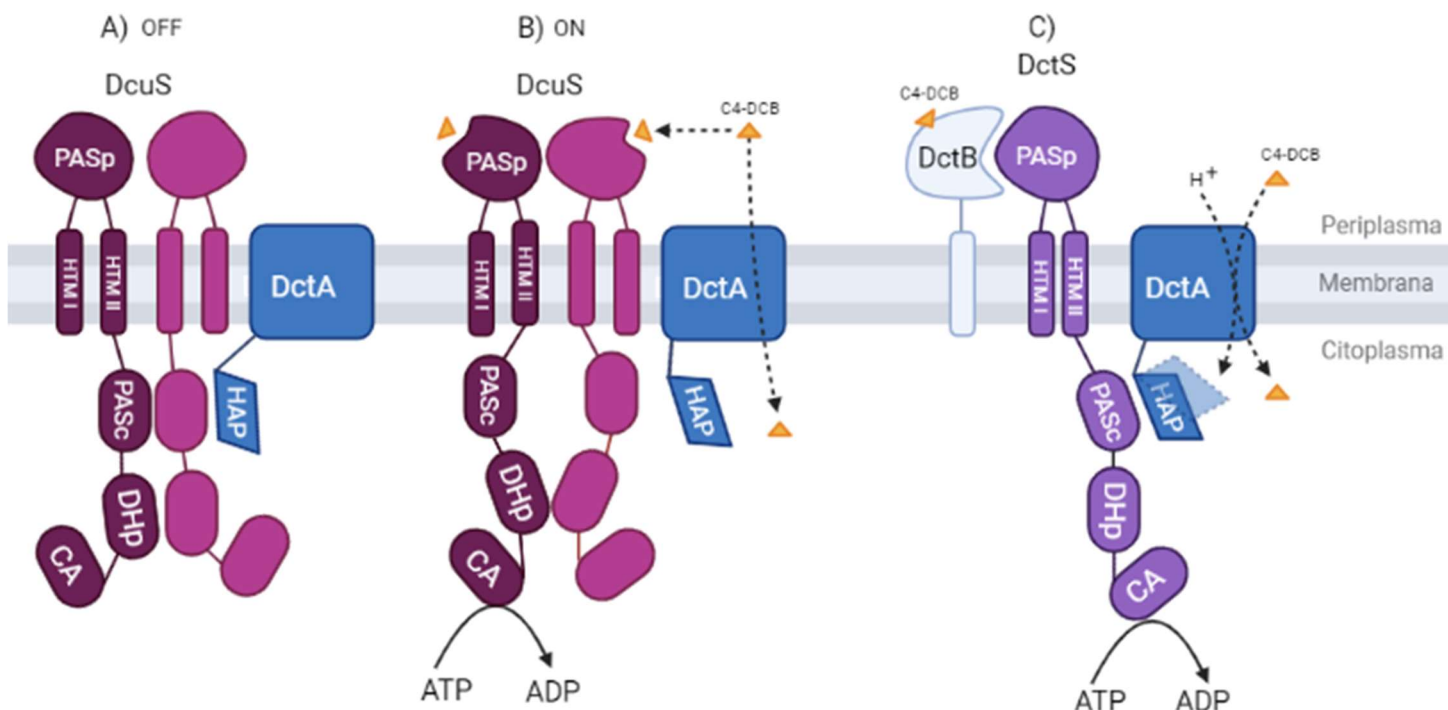 A) OFF
DcuS
PASp
HTM I
HTM II
DctA
PASc
HAP
DHp
CA
B) ON
DcuS
C4-DCB
PASp
HTM I
HTM II
DctA
PASc
HAP
DHp
CA
ATP
ADP
C)
DctS
C4-DCB
DctB
PASp
H+
C4-DCB
HTM I
HTM II
DctA
Periplasma
Membrana
Citoplasma
PASc
HAP
DHp
CA
ATP
ADP